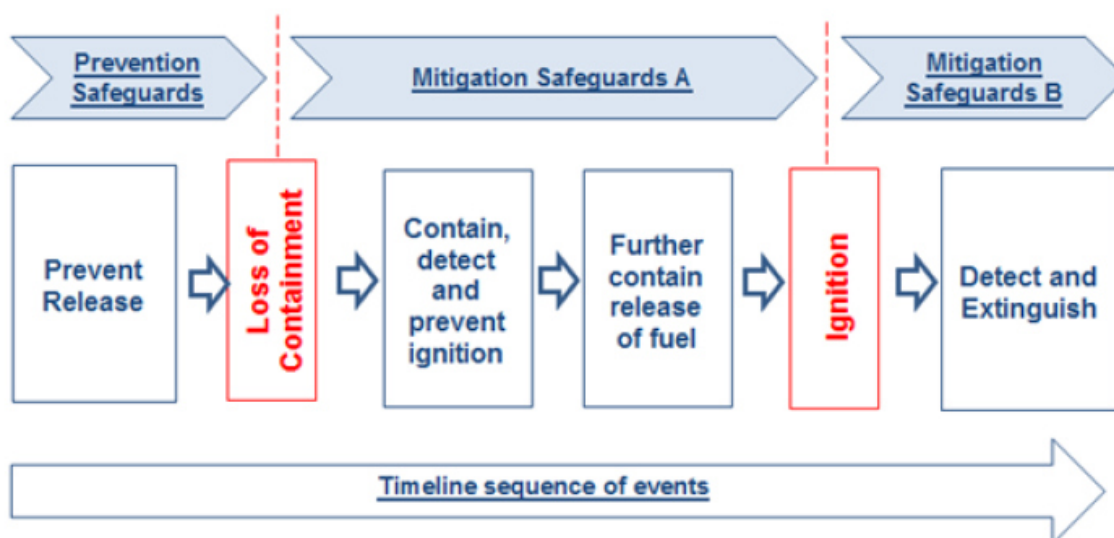 Prevention
Safeguards
Mitigation Safeguards A
Mitigation
Safeguards B
Prevent
Release
Loss of
Containment
Contain,
detect
and
prevent
ignition
Further
contain
release
of fuel
Ignition
Detect and
Extinguish
Timeline sequence of events